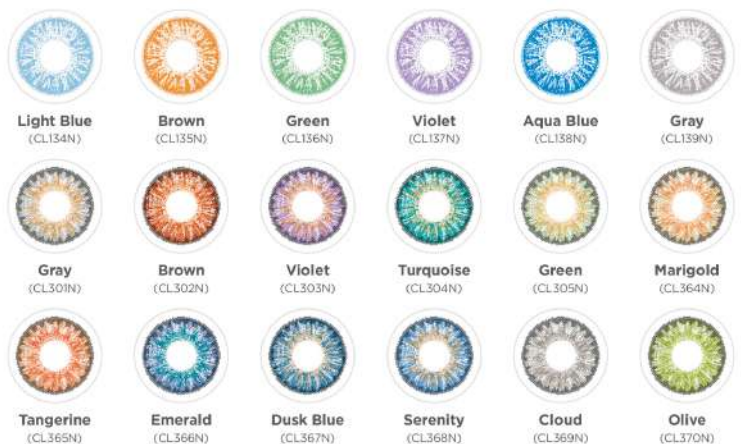 Light Blue
(CL134N)
Brown
(CL135N)
Green
(CL136N)
Violet
(CL137N)
Aqua Blue
(CL138N)
Gray
(CL139N)
Gray
(CL301N)
Brown
(CL302N)
Violet
(CL303N)
Turquoise
(CL304N)
Green
(CL305N)
Marigold
(CL364N)
Tangerine
(CL365N)
Emerald
(CL366N)
Dusk Blue
(CL367N)
Serenity
(CL368N)
Cloud
(CL369N)
Olive
(CL370N)